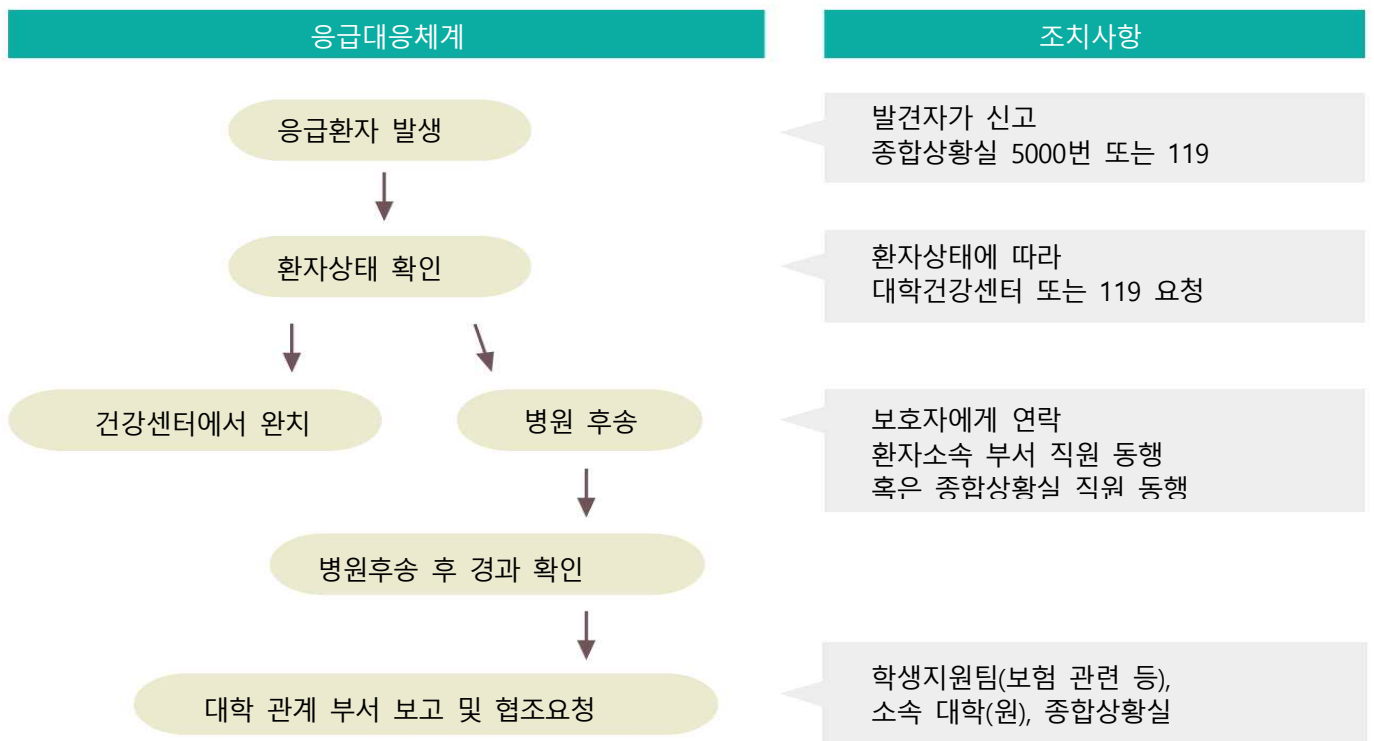 응급대응체계
조치사항
응급환자 발생
발견자가 신고
종합상황실 5000번 또는 119
환자상태 확인
환자상태에 따라
대학건강센터 또는 119 요청
건강센터에서 완치
병원 후송
보호자에게 연락
환자소속 부서 직원 동행
혹은 종합상황실 직원 동행
병원후송 후 경과 확인
대학 관계 부서 보고 및 협조요청
학생지원팀(보험 관련 등),
소속 대학(원), 종합상황실